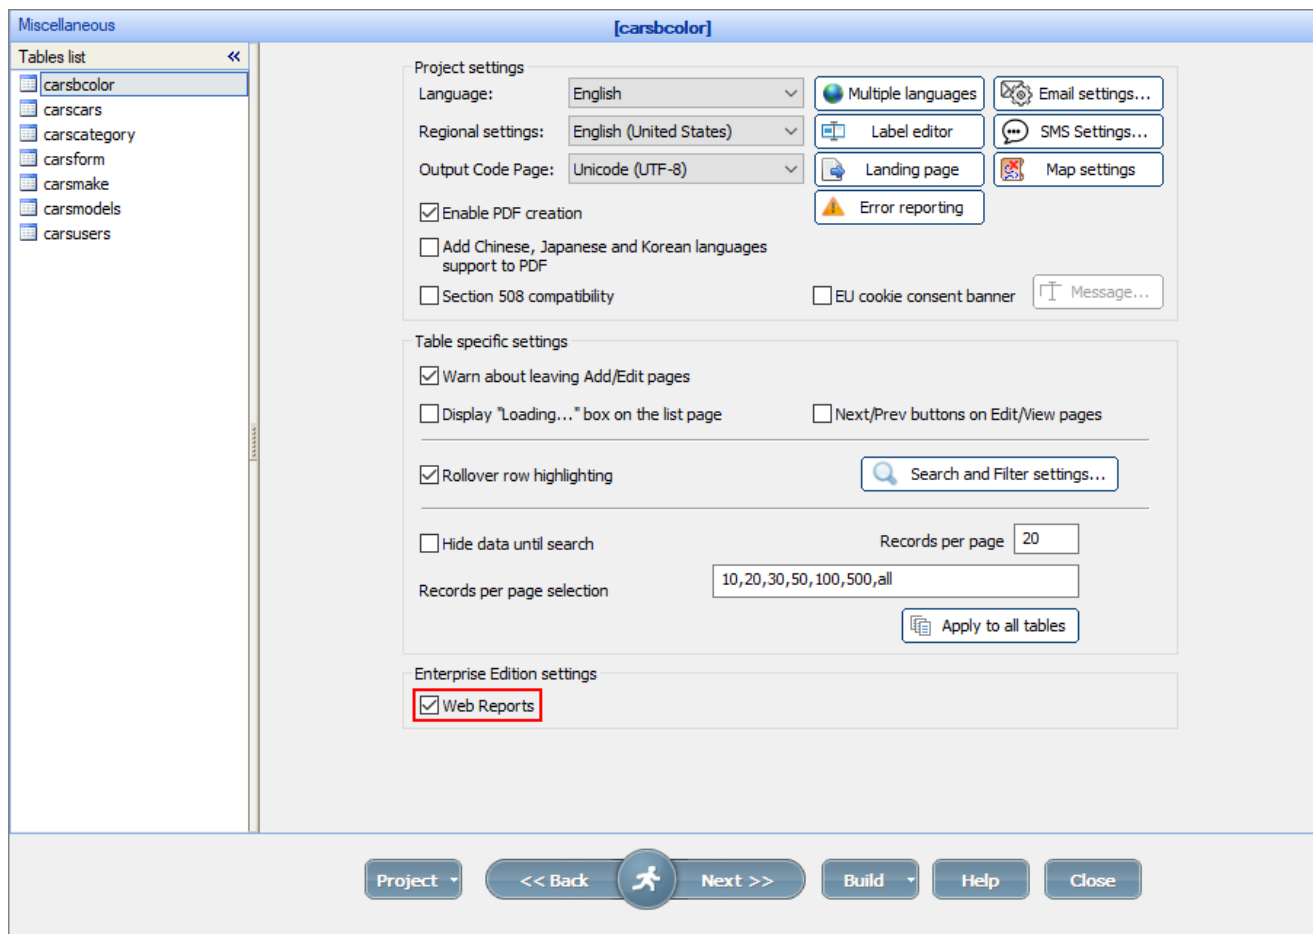 Miscellaneous
[carsbcolor]
Tables list
«
carsbcolor
carscars
carscategory
carsform
carsmake
carsmodels
carsusers
Project settings
Language: English Multiple languages Email settings...
Regional settings: English (United States) Label editor SMS Settings...
Output Code Page: Unicode (UTF-8) Landing page Map settings
Enable PDF creation Error reporting
Add Chinese, Japanese and Korean languages
support to PDF
Section 508 compatibility EU cookie consent banner Message...
Table specific settings
Warn about leaving Add/Edit pages
Display "Loading..." box on the list page Next/Prev buttons on Edit/View pages
Rollover row highlighting Search and Filter settings...
Hide data until search Records per page 20
Records per page selection 10,20,30,50,100,500,all
Apply to all tables
Enterprise Edition settings
Web Reports
Project << Back Next >> Build Help Close